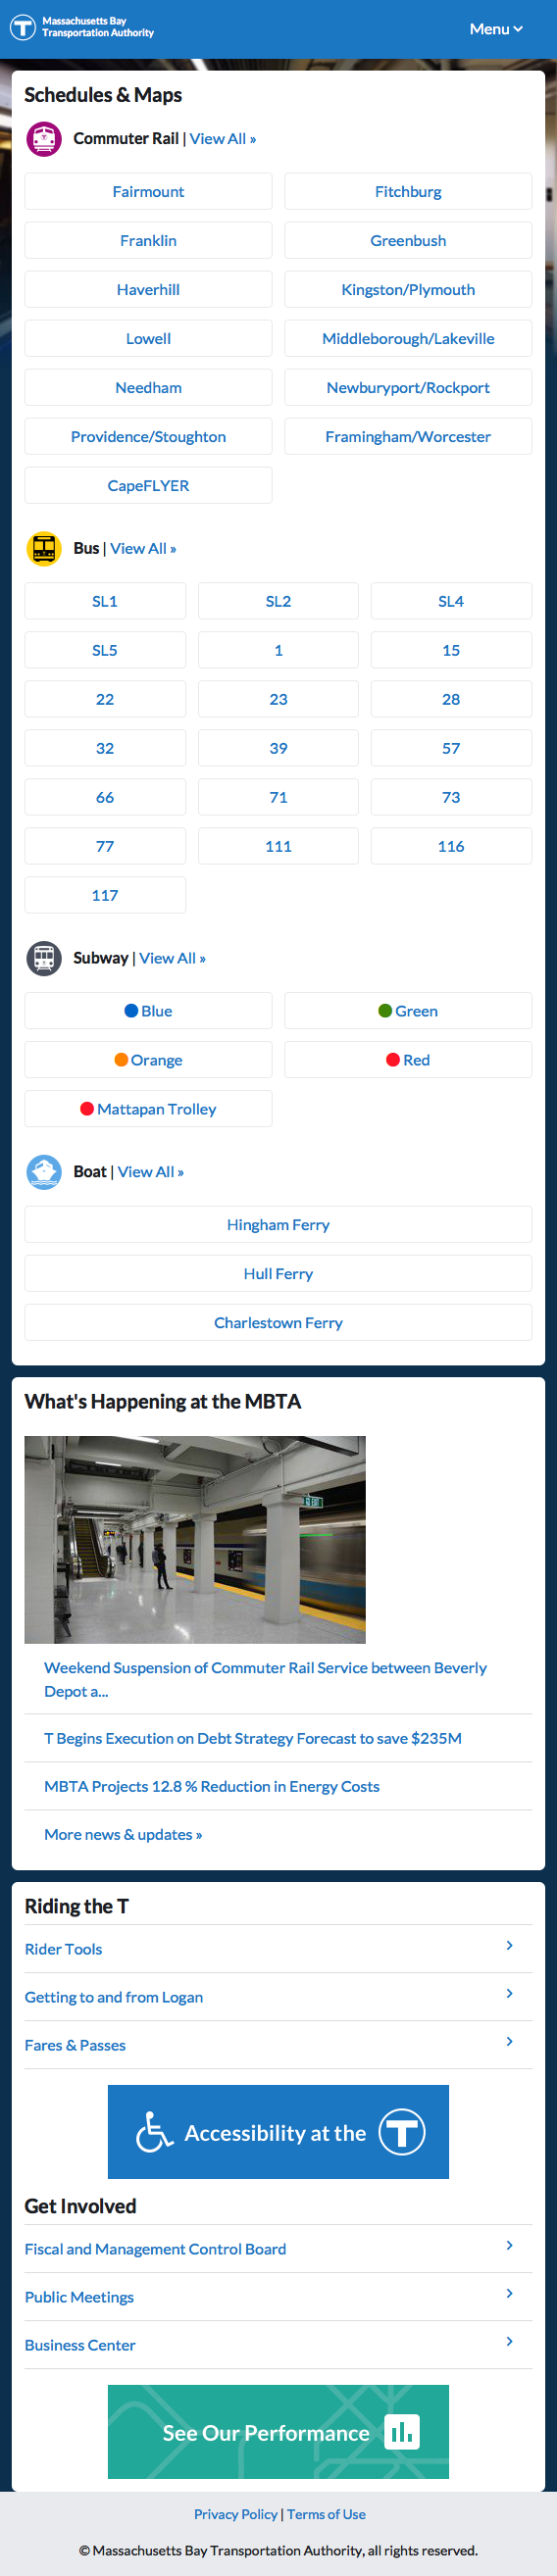 Massachusetts Bay
Transportation Authority
Menu
Schedules & Maps
Commuter Rail | View All »
Fairmount
Fitchburg
Franklin
Greenbush
Haverhill
Kingston/Plymouth
Lowell
Middleborough/Lakeville
Needham
Newburyport/Rockport
Providence/Stoughton
Framingham/Worcester
CapeFLYER
Bus | View All »
SL1
SL2
SL4
SL5
1
15
22
23
28
32
39
57
66
71
73
77
111
116
117
Subway | View All »
Blue
Green
Orange
Red
Mattapan Trolley
Boat | View All »
Hingham Ferry
Hull Ferry
Charlestown Ferry
What's Happening at the MBTA
Weekend Suspension of Commuter Rail Service between Beverly
Depot a...
T Begins Execution on Debt Strategy Forecast to save $235M
MBTA Projects 12.8 % Reduction in Energy Costs
More news & updates »
Riding the T
Rider Tools
Getting to and from Logan
Fares & Passes
Accessibility at the T
Get Involved
Fiscal and Management Control Board
Public Meetings
Business Center
See Our Performance
Privacy Policy | Terms of Use
© Massachusetts Bay Transportation Authority, all rights reserved.